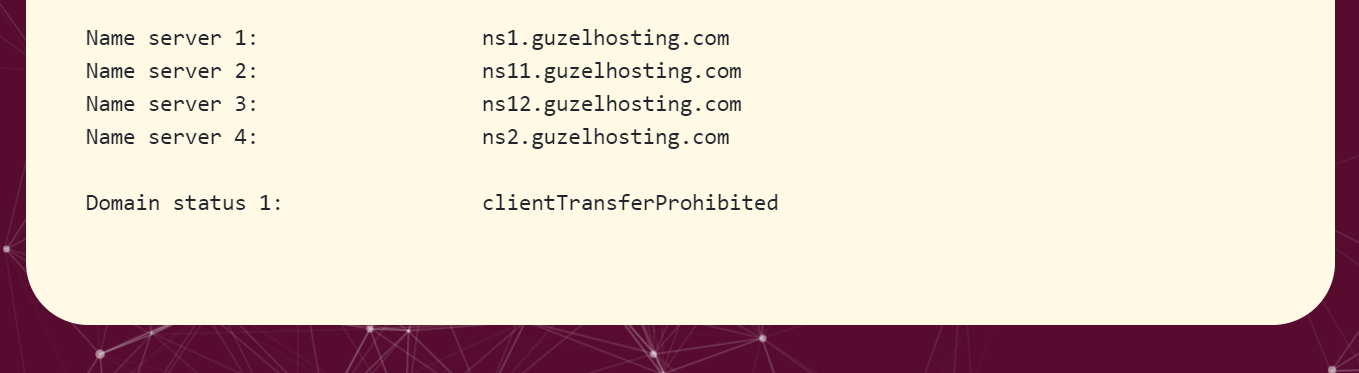 Name server 1: ns1.guzelhosting.com
Name server 2: ns11.guzelhosting.com
Name server 3: ns12.guzelhosting.com
Name server 4: ns2.guzelhosting.com
Domain status 1: clientTransferProhibited